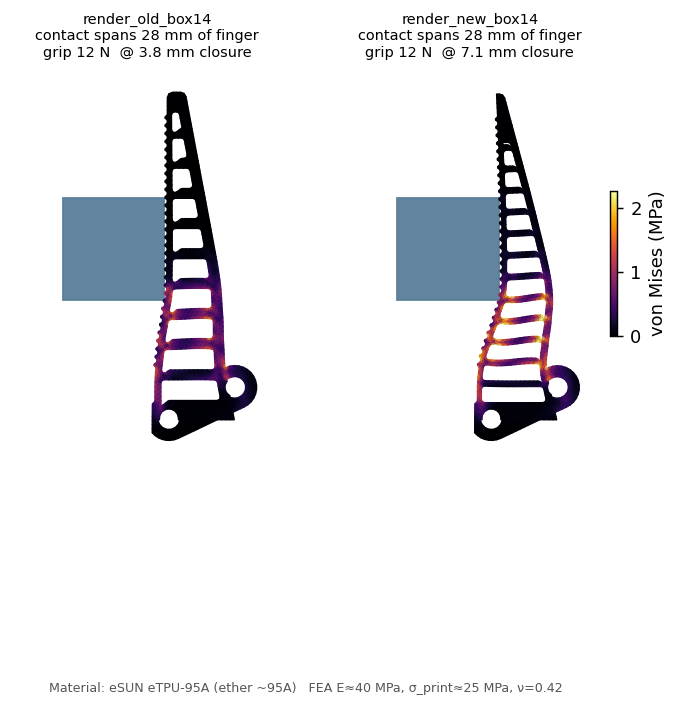 render_old_box14
contact spans 28 mm of finger
grip 12 N  @ 3.8 mm closure
render_new_box14
contact spans 28 mm of finger
grip 12 N  @ 7.1 mm closure
2
1
0
von Mises (MPa)
Material: eSUN eTPU-95A (ether ~95A)   FEA E≈40 MPa, σ_print≈25 MPa, ν=0.42